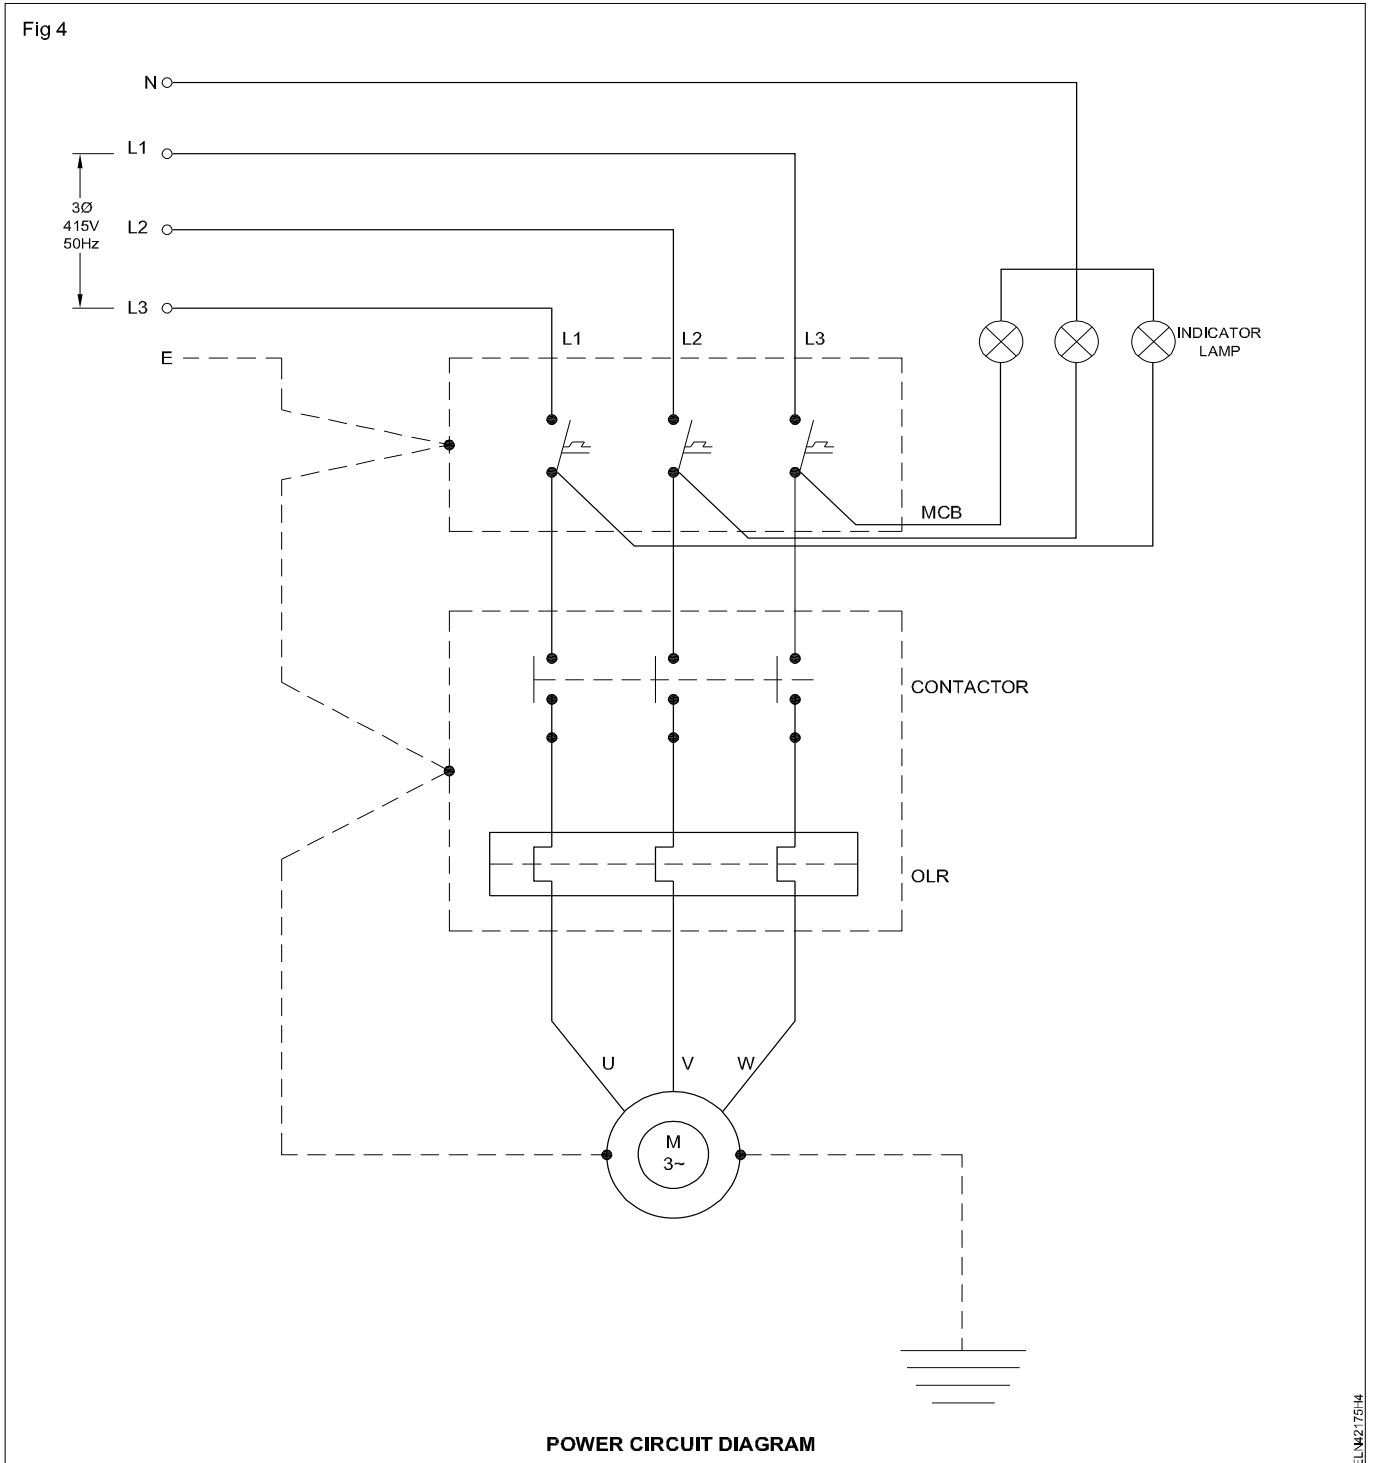 Fig 4
N
L1
3Ø
415V
50Hz
L2
L3
E
L1
L2
L3
INDICATOR
LAMP
MCB
CONTACTOR
OLR
U
V
W
M
3~
POWER CIRCUIT DIAGRAM
ELN42175H4